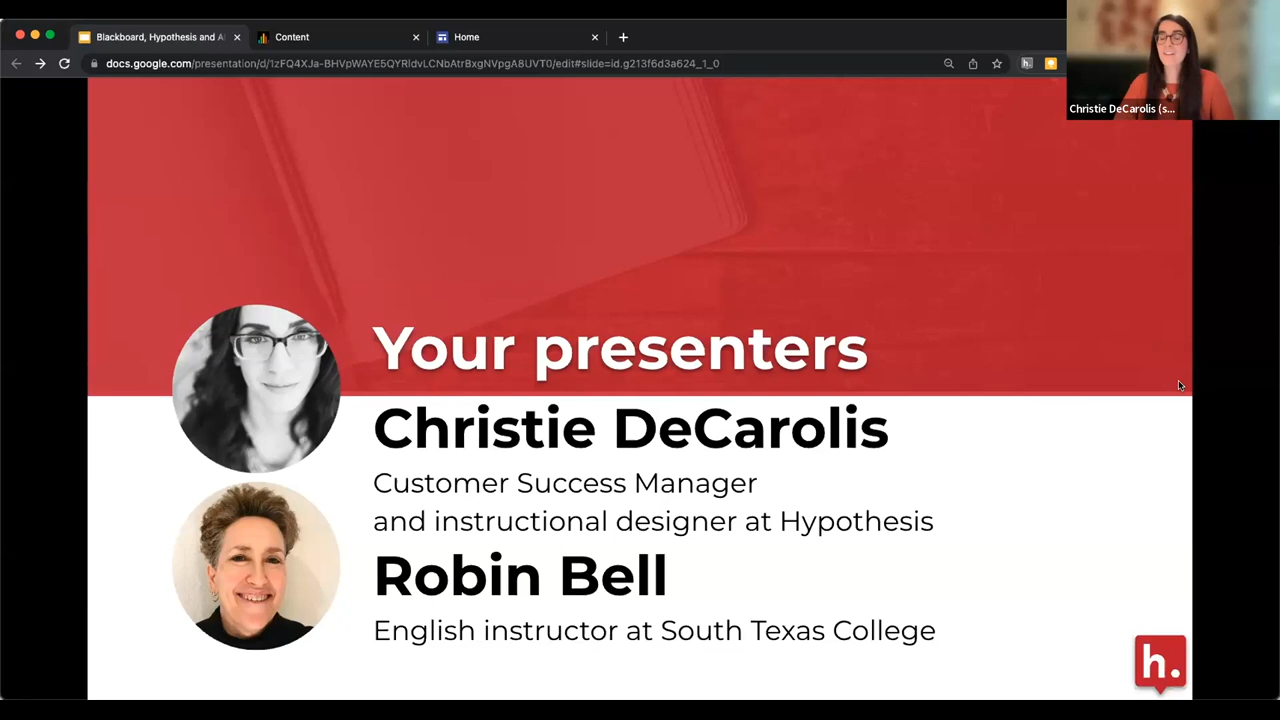 Blackboard, Hypothesis and A
Content
Home
docs.google.com/presentation/d/1zFQ4XJa-BHVpWAYE5QYRldvLCNbAtrBxgNVpgA8UVT0/edit#slide=id.g213f6d3a624_1_0
h.
Christie DeCarolis (s...
Your presenters
Christie DeCarolis
Customer Success Manager
and instructional designer at Hypothesis
Robin Bell
English instructor at South Texas College
h.